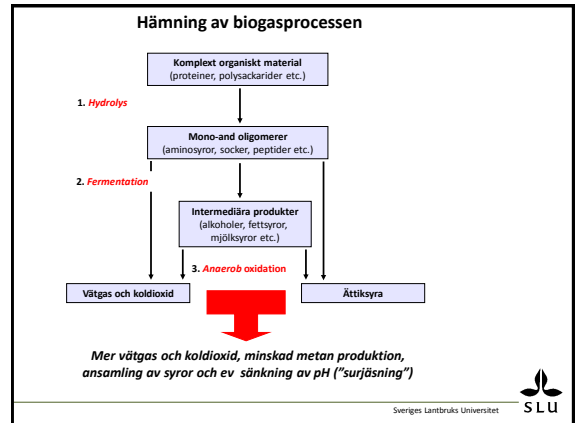 Hämning av biogasprocessen
Komplext organiskt material
(proteiner, polysackarider etc.)
1. Hydrolys
Mono-and oligomerer
(aminosyror, socker, peptider etc.)
2. Fermentation
Intermediära produkter
(alkoholer, fettsyror,
mjölksyror etc.)
3. Anaerob oxidation
Vätgas och koldioxid
Ättiksyra
Mer vätgas och koldioxid, minskad metan produktion,
ansamling av syror och ev sänkning av pH ("surjäsning")
Sveriges Lantbruks Universitet
SLU